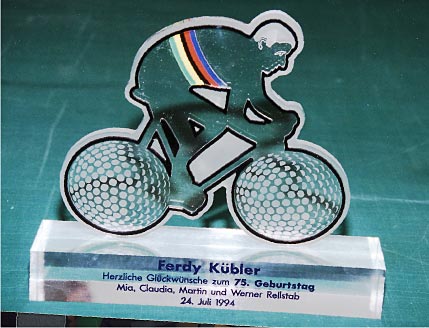 Ferdy Kübler
Herzliche Glückwünsche zum 75. Geburtstag
Mia, Claudia, Martin und Werner Rellstab
24. Juli 1994